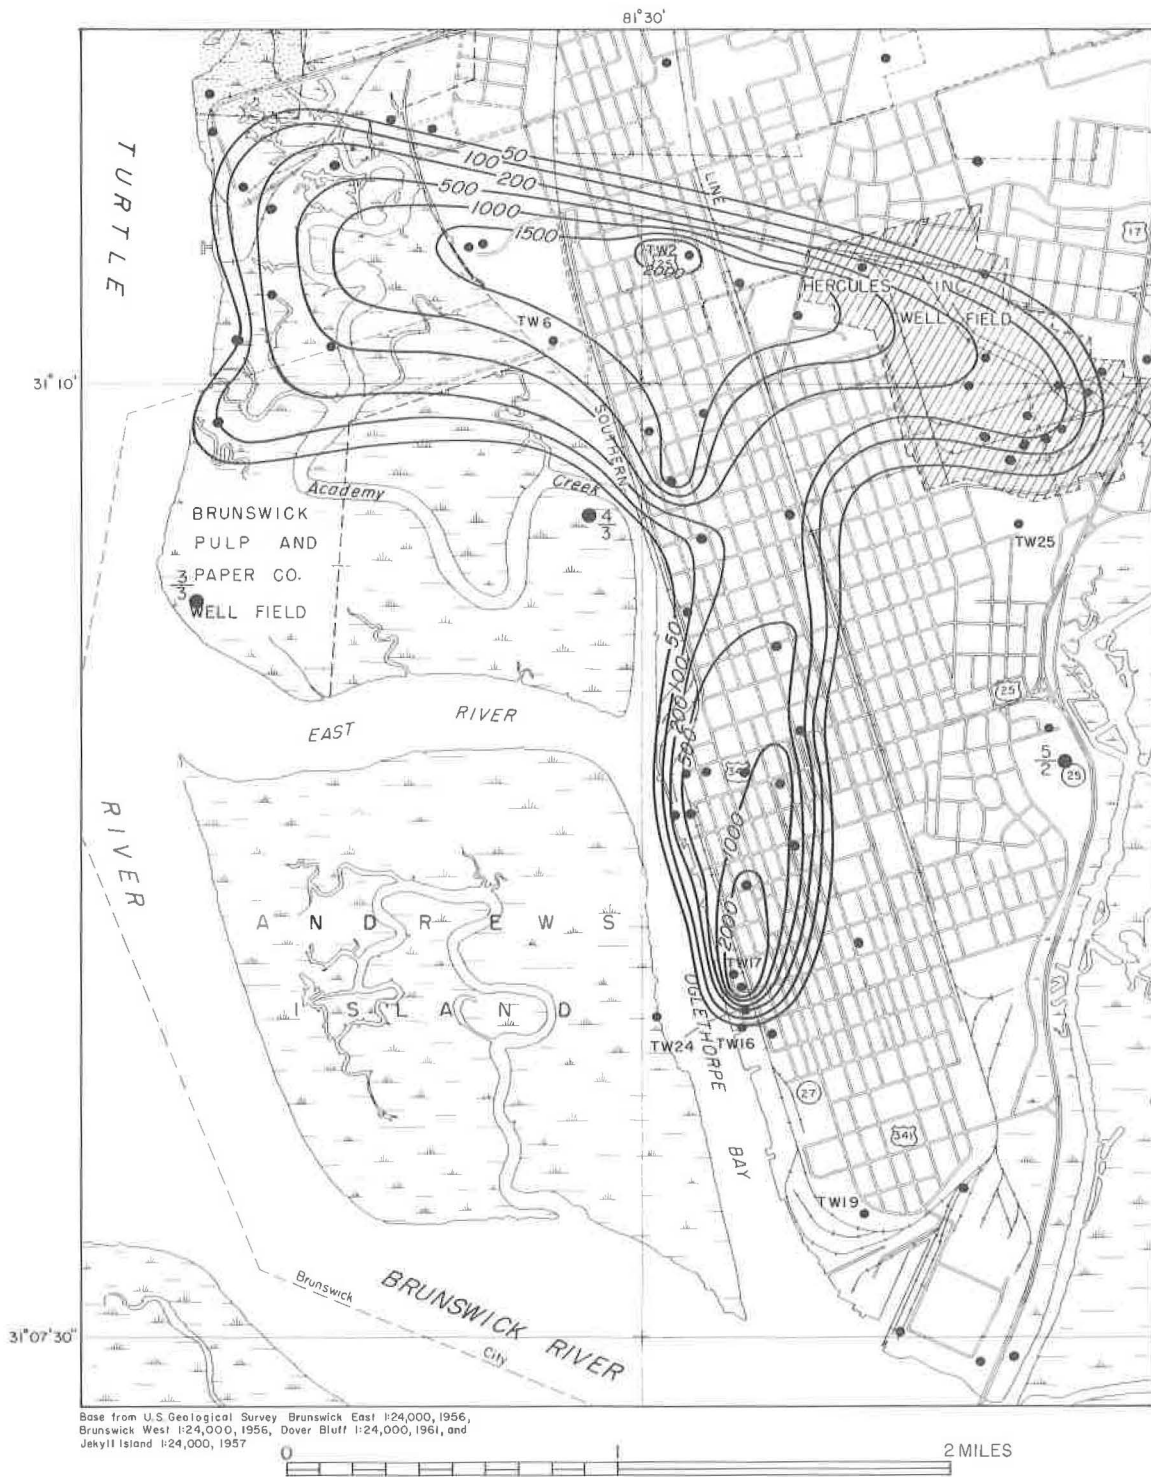 81°30'
TURTLE
50
100
200
500
1000
1500
LINE
TW2
25
2000
17
HERCULES INC.
WELL FIELD
TW6
31°10'
SOUTHERN
Academy
Creek
4
3
BRUNSWICK
PULP AND
PAPER CO.
WELL FIELD
3
3
TW25
50
100
200
500
25
EAST RIVER
5
2
25
RIVER
1000
2000
ANDREWS
ISLAND
TW17
OGLETHORPE
BAY
TW24
TW16
27
341
TW19
BRUNSWICK RIVER
Brunswick
City
31°07'30"
Base from U.S. Geological Survey Brunswick East 1:24,000, 1956,
Brunswick West 1:24,000, 1956, Dover Bluff 1:24,000, 1961, and
Jekyll Island 1:24,000, 1957
0 1 2 MILES